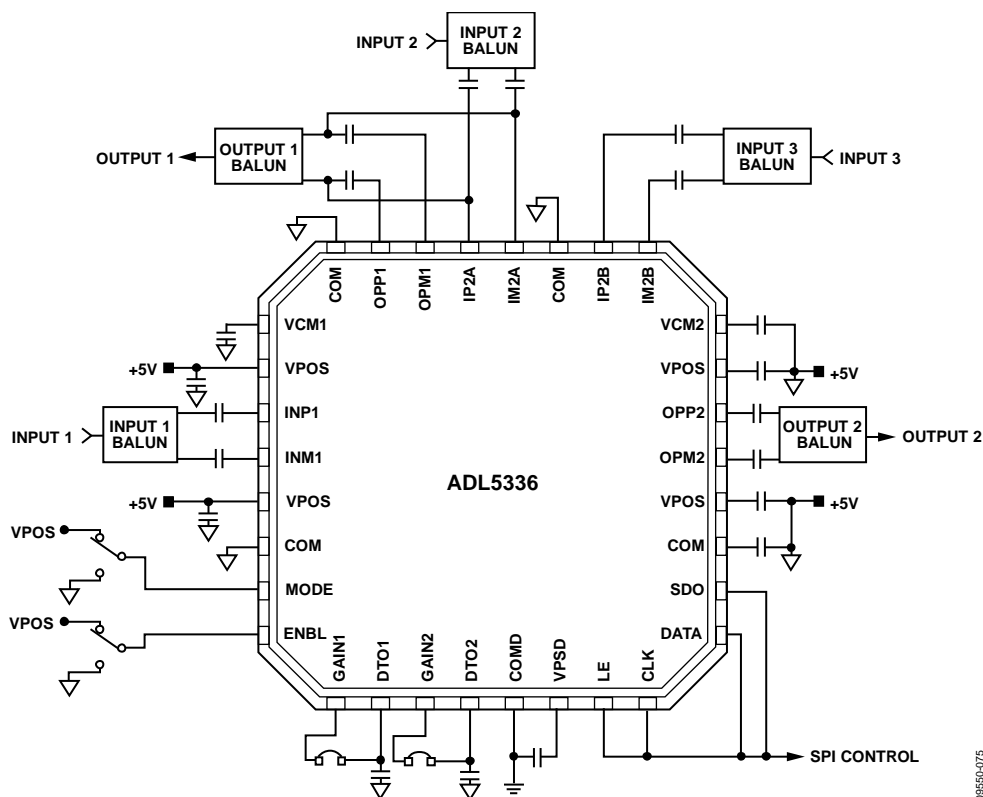 INPUT 2
INPUT 2
BALUN
OUTPUT 1
OUTPUT 1
BALUN
INPUT 3
BALUN
INPUT 3
COM
OPP1
OPM1
IP2A
IM2A
COM
IP2B
IM2B
VCM1
VPOS
+5V
INPUT 1
INPUT 1
BALUN
INP1
INM1
+5V
VPOS
VPOS
COM
MODE
VPOS
ENBL
ADL5336
VCM2
VPOS
+5V
OPP2
OPM2
OUTPUT 2
BALUN
OUTPUT 2
VPOS
+5V
COM
SDO
DATA
GAIN1
DTO1
GAIN2
DTO2
COMD
VPSD
LE
CLK
SPI CONTROL
09550-075